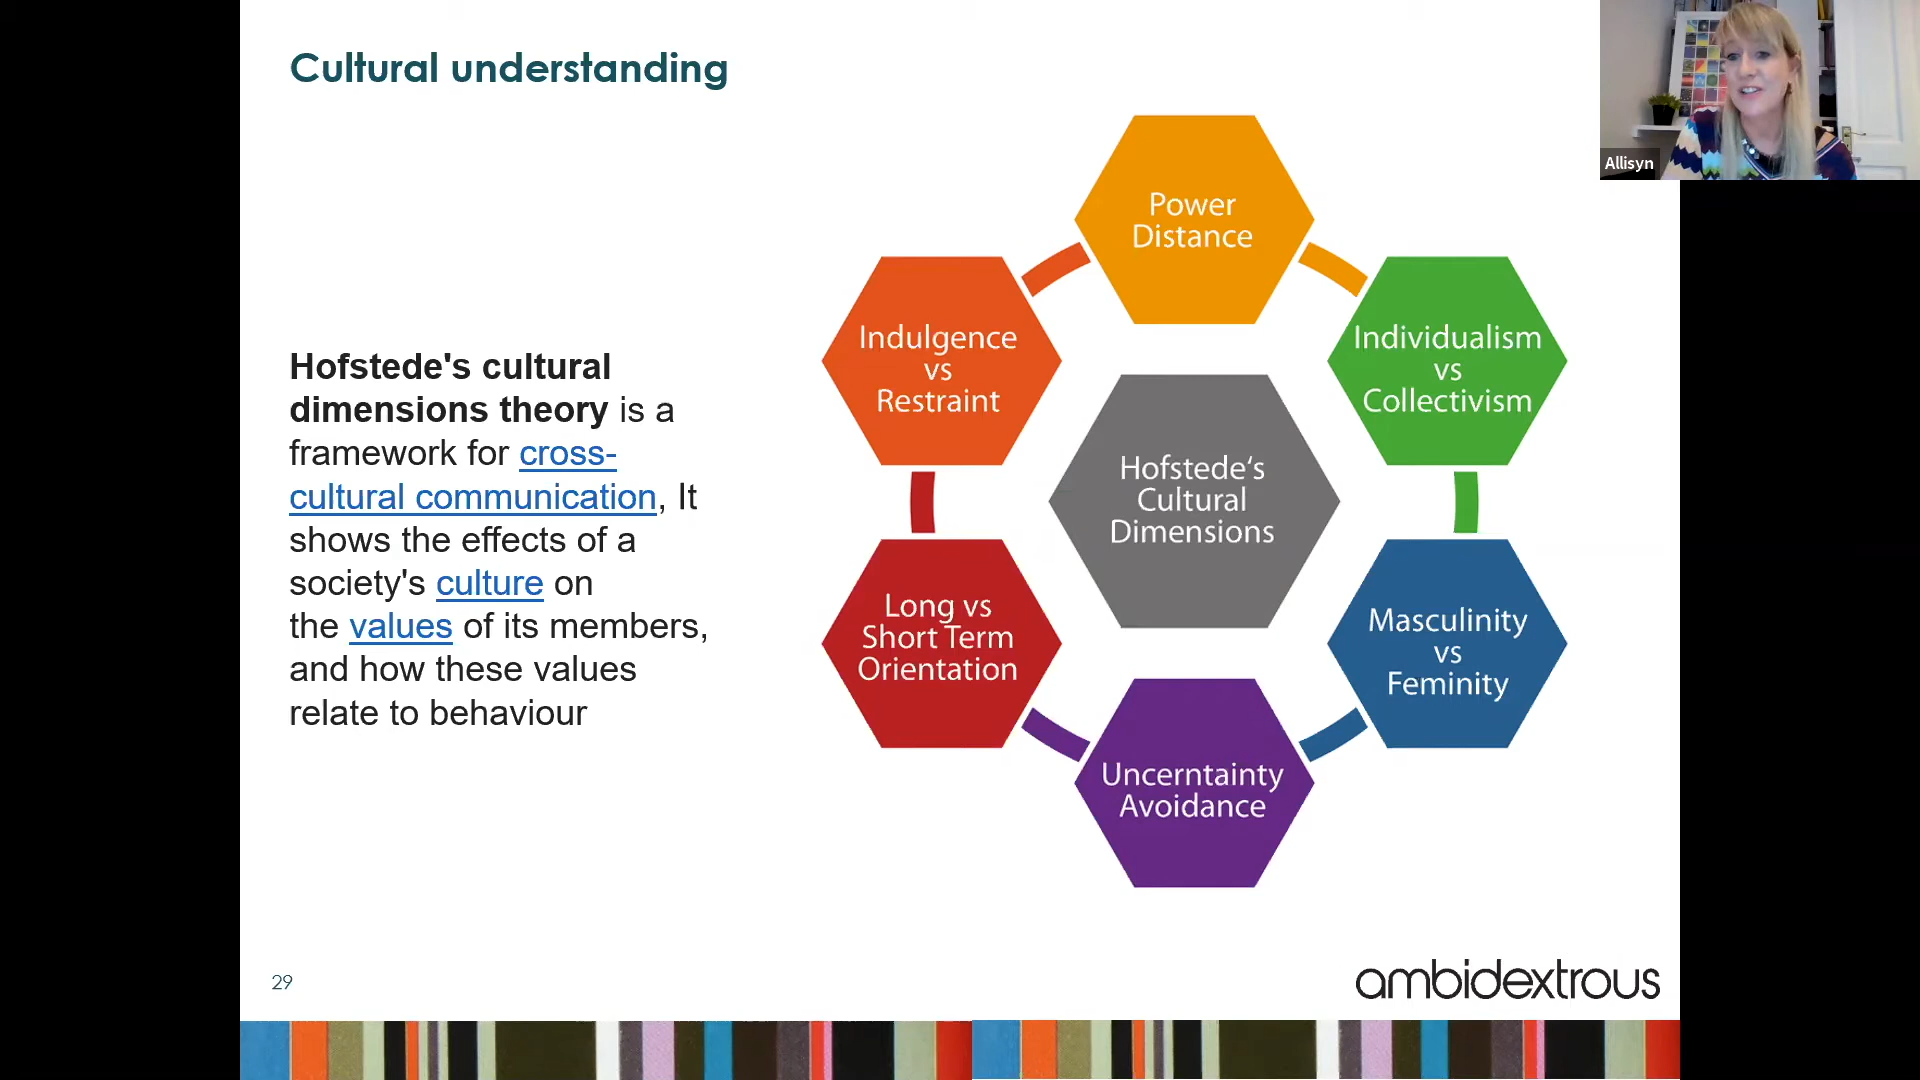 Cultural understanding
Allisyn
Hofstede's cultural
dimensions theory is a
framework for cross-
cultural communication, It
shows the effects of a
society's culture on
the values of its members,
and how these values
relate to behaviour
Power
Distance
Individualism
vs
Collectivism
Masculinity
vs
Feminity
Uncerntainty
Avoidance
Long vs
Short Term
Orientation
Indulgence
vs
Restraint
Hofstede‘s
Cultural
Dimensions
29
ambidextrous